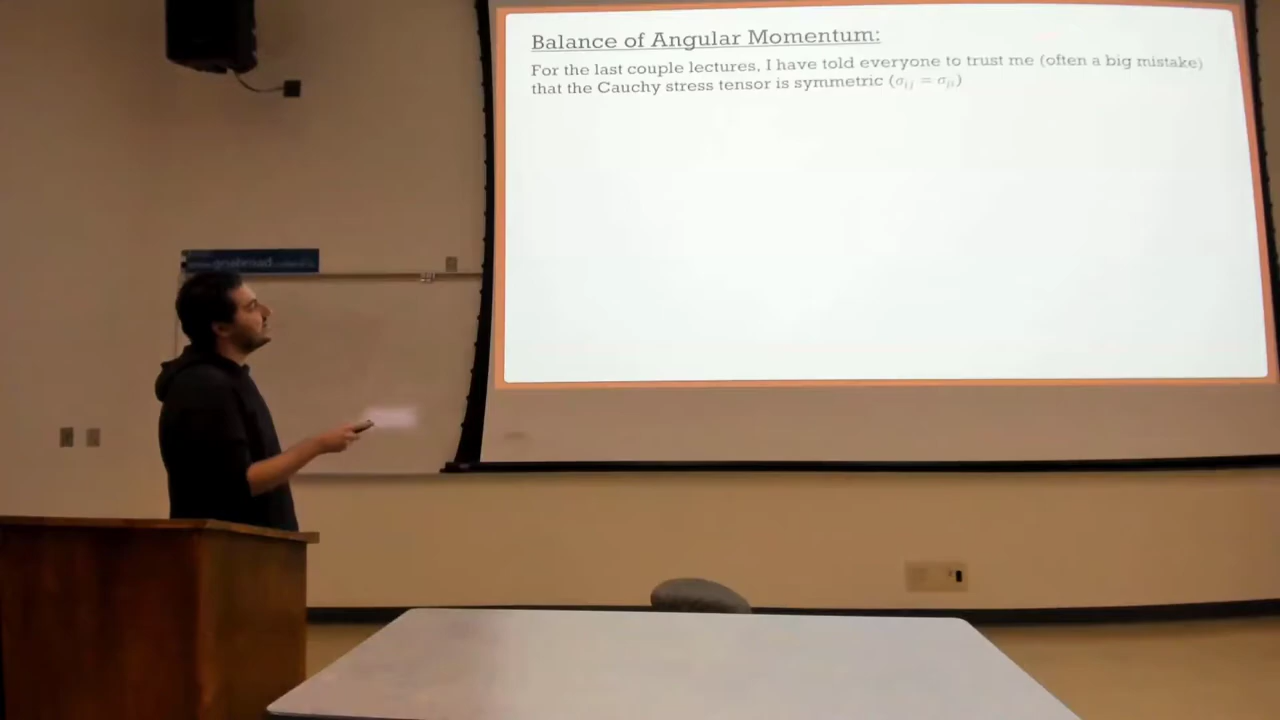 Balance of Angular Momentum:
For the last couple lectures, I have told everyone to trust me (often a big mistake)
that the Cauchy stress tensor is symmetric (σij = σji)